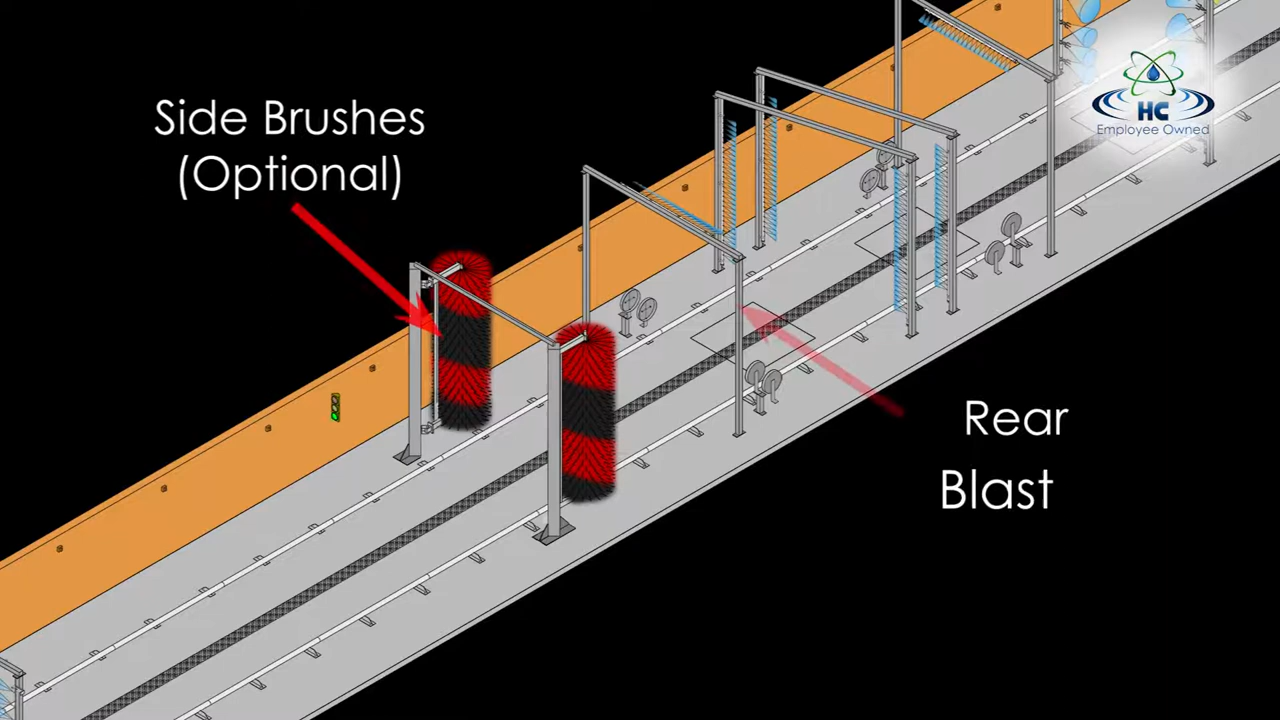 Side Brushes
(Optional)
HC
Employee Owned
Rear
Blast